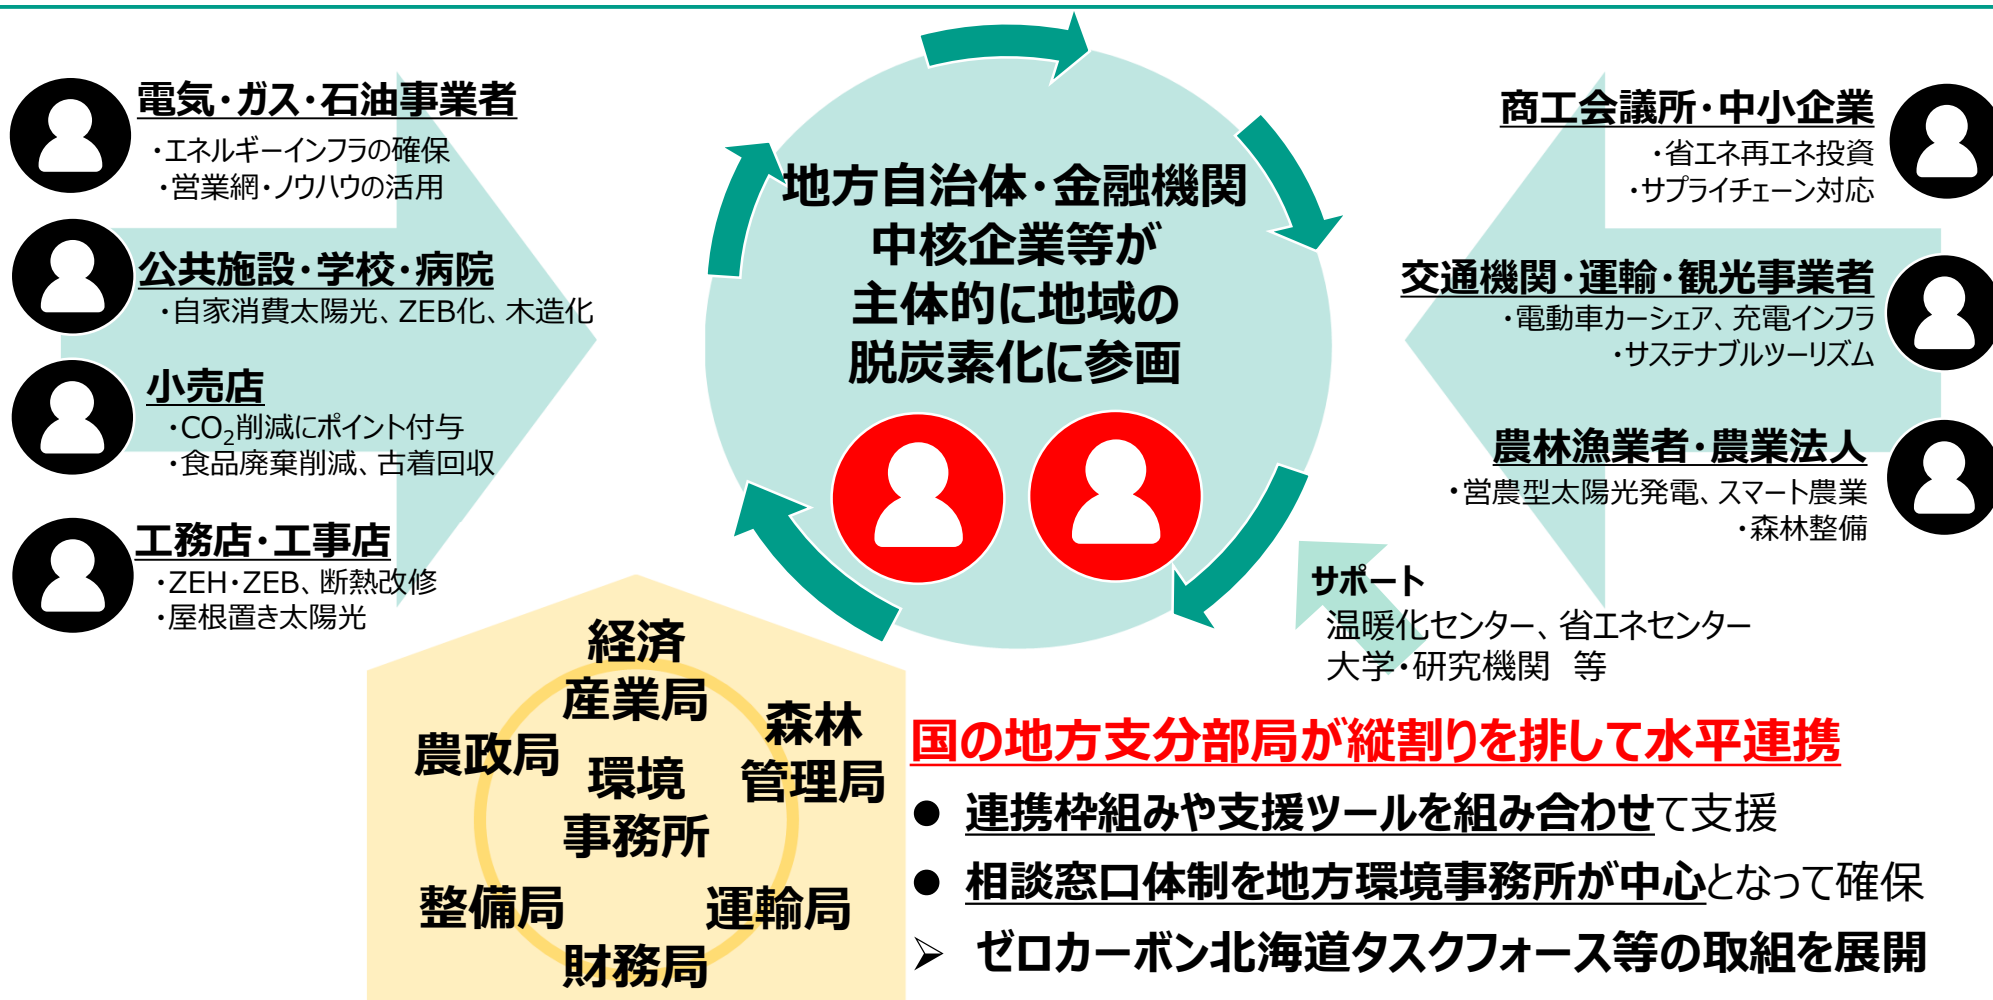 電気・ガス・石油事業者
・エネルギーインフラの確保
・営業網・ノウハウの活用
公共施設・学校・病院
・自家消費太陽光、ZEB化、木造化
小売店
・CO₂削減にポイント付与
・食品廃棄削減、古着回収
工務店・工事店
・ZEH・ZEB、断熱改修
・屋根置き太陽光
地方自治体・金融機関
中核企業等が
主体的に地域の
脱炭素化に参画
商工会議所・中小企業
・省エネ再エネ投資
・サプライチェーン対応
交通機関・運輸・観光事業者
・電動車カーシェア、充電インフラ
・サステナブルツーリズム
農林漁業者・農業法人
・営農型太陽光発電、スマート農業
・森林整備
サポート
温暖化センター、省エネセンター
大学・研究機関　等
経済
産業局
農政局
森林
管理局
環境
事務所
整備局
運輸局
財務局
国の地方支分部局が縦割りを排して水平連携
● 連携枠組みや支援ツールを組み合わせて支援
● 相談窓口体制を地方環境事務所が中心となって確保
➢ ゼロカーボン北海道タスクフォース等の取組を展開